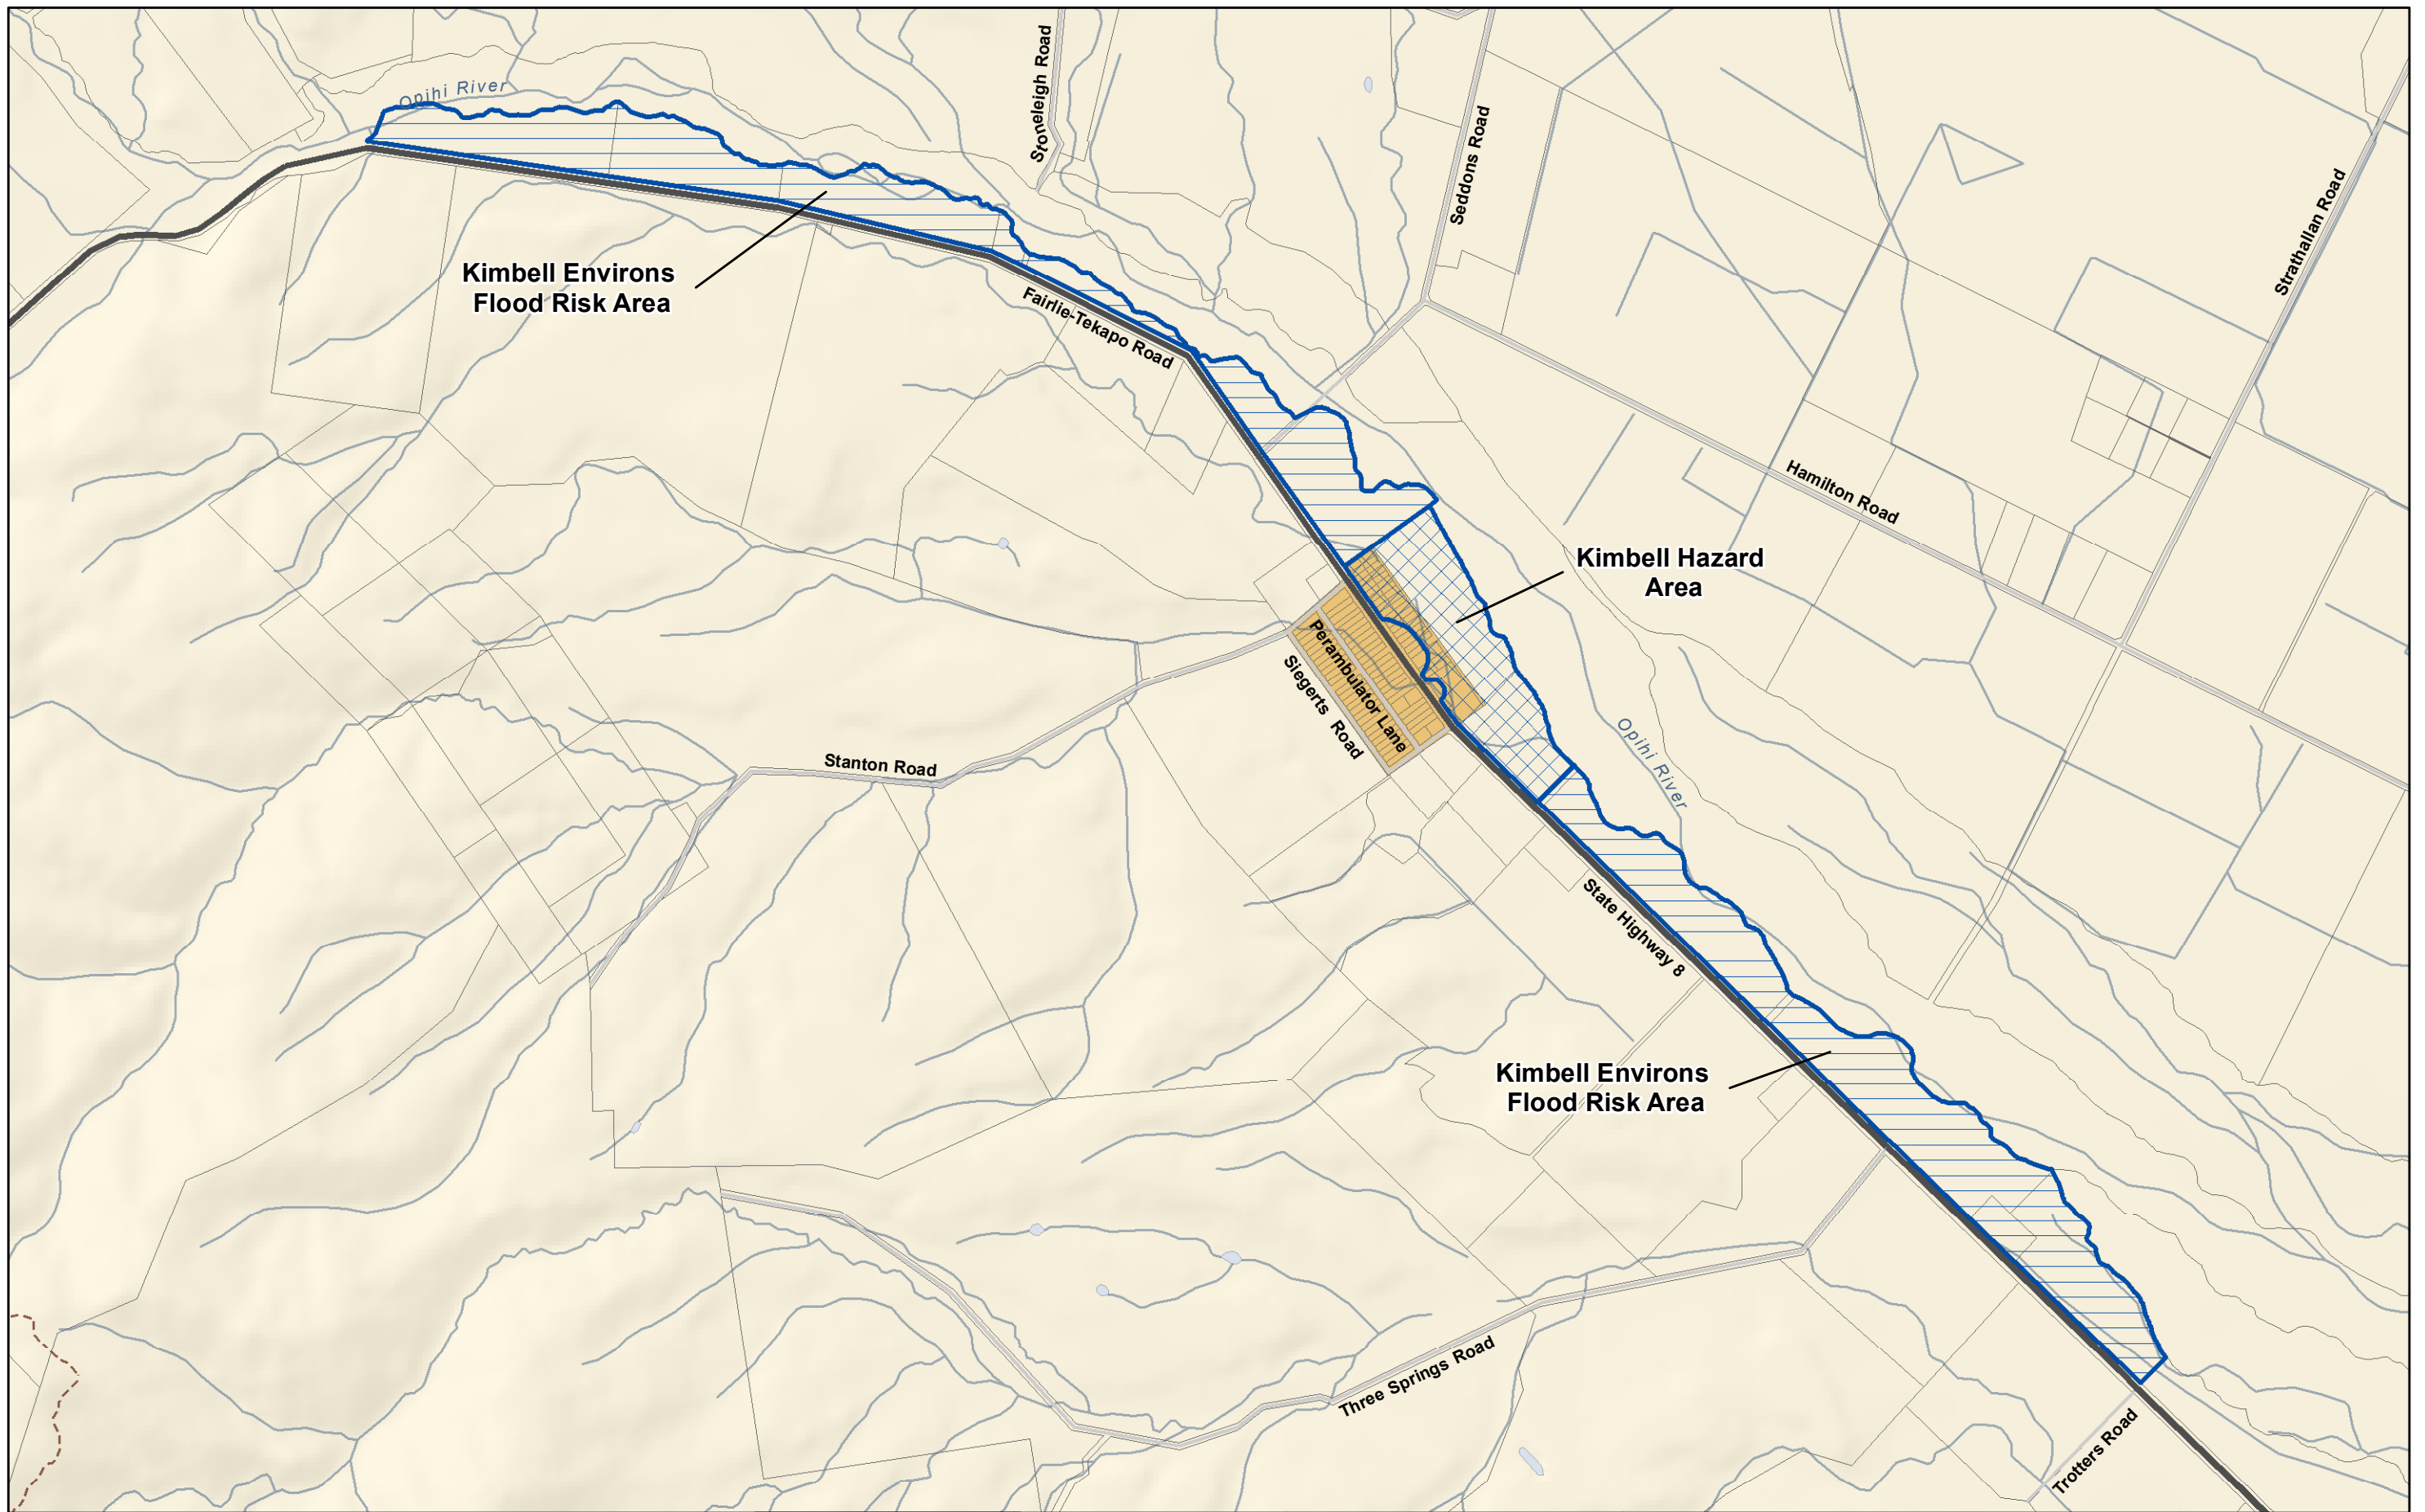 Opihi River
Stoneleigh Road
Seddons Road
Strathallan Road
Kimbell Environs
Flood Risk Area
Fairlie-Tekapo Road
Hamilton Road
Kimbell Hazard
Area
Perambulator Lane
Siegerts Road
Stanton Road
Opihi River
State Highway 8
Kimbell Environs
Flood Risk Area
Three Springs Road
Trotters Road